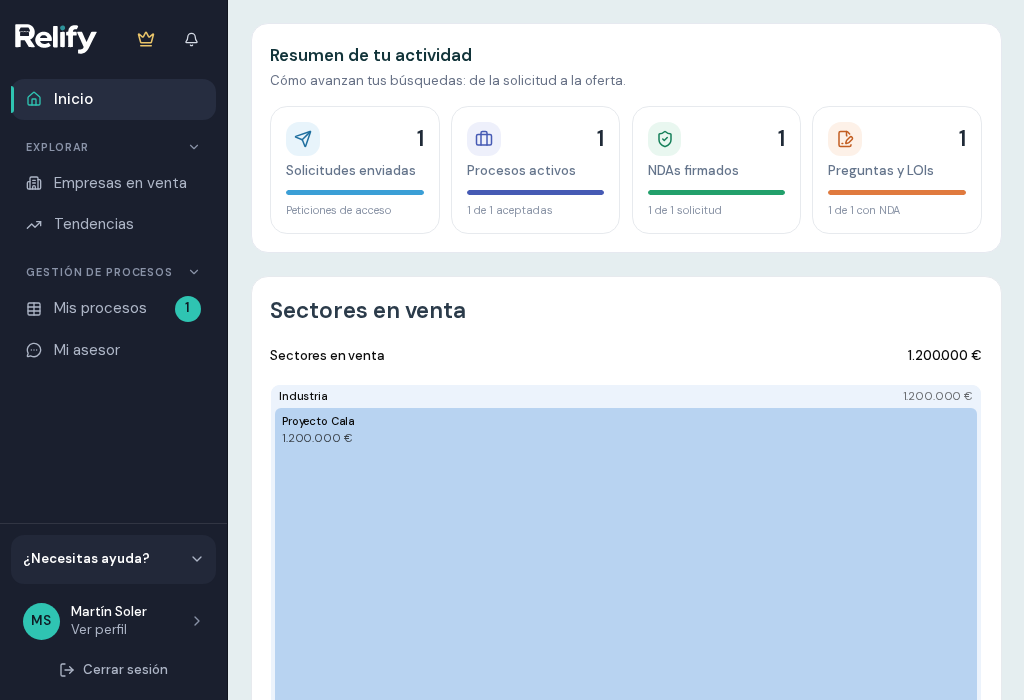 Relify
Inicio
EXPLORAR
Empresas en venta
Tendencias
GESTIÓN DE PROCESOS
Mis procesos 1
Mi asesor
¿Necesitas ayuda?
MS
Martín Soler
Ver perfil
Cerrar sesión
Resumen de tu actividad
Cómo avanzan tus búsquedas: de la solicitud a la oferta.
1
Solicitudes enviadas
Peticiones de acceso
1
Procesos activos
1 de 1 aceptadas
1
NDAs firmados
1 de 1 solicitud
1
Preguntas y LOIs
1 de 1 con NDA
Sectores en venta
Sectores en venta 1.200.000 €
Industria 1.200.000 €
Proyecto Cala
1.200.000 €